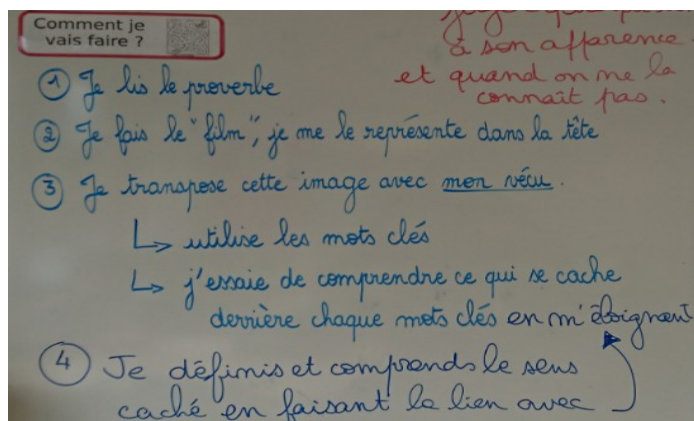 Comment je
vais faire ?
à son apparence.
et quand on ne la
connaît pas.
① Je lis le proverbe
② Je fais le "film", je me le représente dans la tête
③ Je transpose cette image avec mon vécu.
↳ utilise les mots clés
↳ j'essaie de comprendre ce qui se cache
derrière chaque mots clés en m'éloignant
④ Je définis et comprends le sens
caché en faisant le lien avec